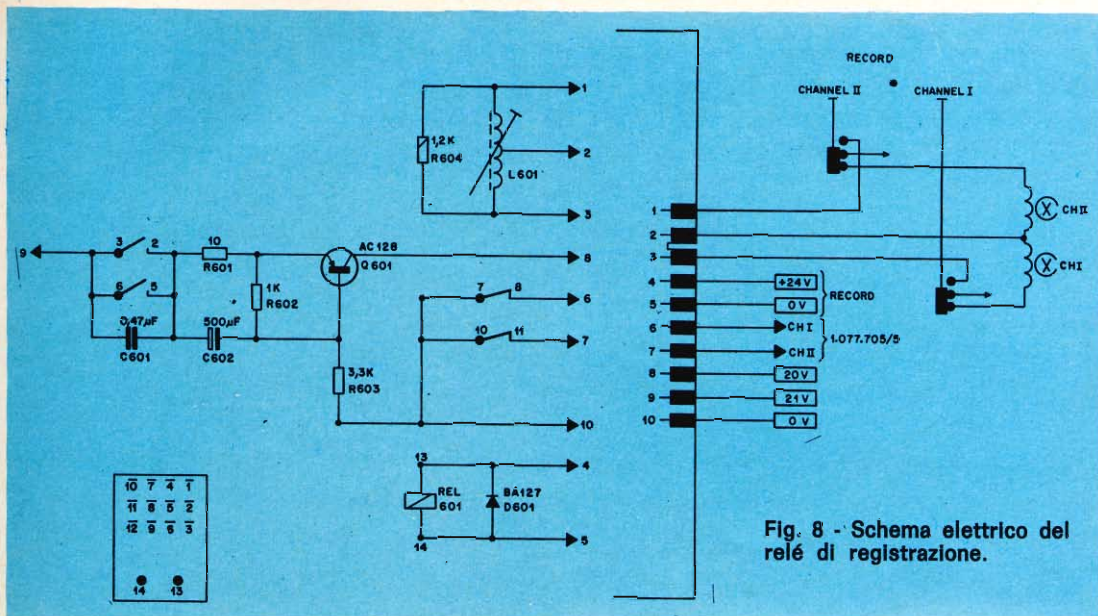 RECORD
CHANNEL II
CHANNEL I
1
1,2K
R604
2
L601
3
1
2
3
4
5
6
7
8
9
10
+24V
0V
RECORD
CH I
CH II
1.077.705/5
20V
21V
0V
CH II
CH I
9
3
2
10
R601
AC128
Q601
8
6
5
1K
R602
7
8
6
0,47µF
C601
500µF
C602
10
11
7
3,3K
R603
10
13
4
REL
601
BA127
D601
14
5
10 7 4 1
11 8 5 2
12 9 6 3
14 13
Fig. 8 - Schema elettrico del
relé di registrazione.